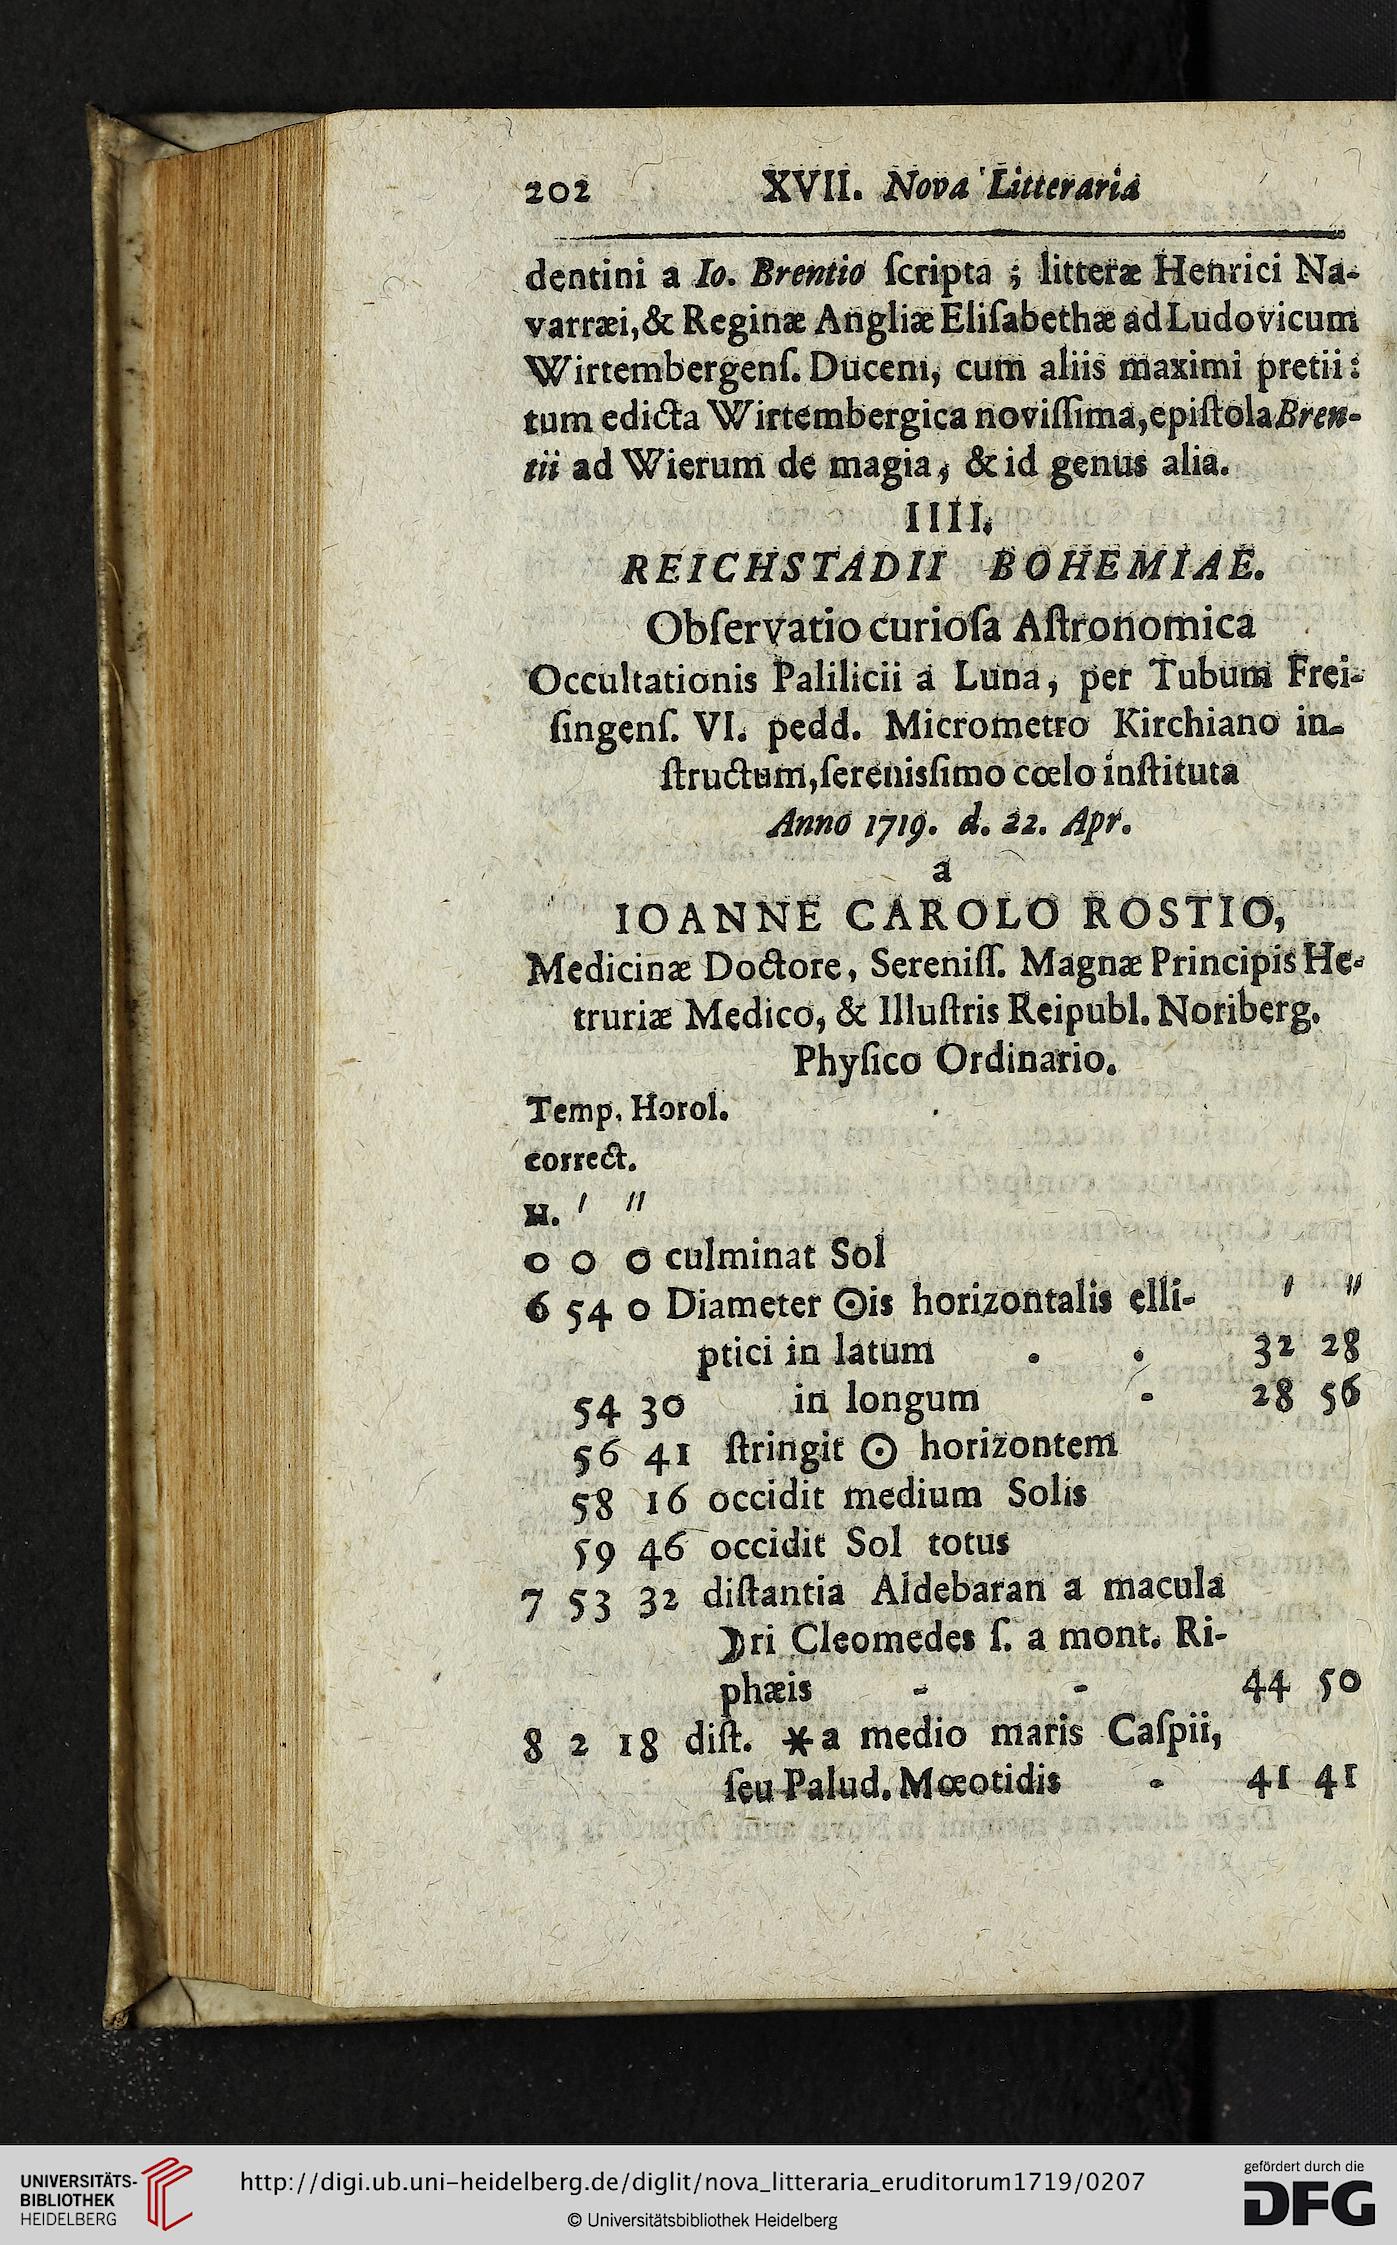 202 XVII. Nova Litteraria
dentini a Io. Brentio ſcripta ; litteræ Henrici Na-
varræi,& Reginæ Angliæ Eliſabethæ ad Ludovicum
Wirtembergenſ. Ducem, cum aliis maximi pretii:
tum edicta Wirtembergica noviſſima,epiſtola Bren-
tii ad Wierum de magia, & id genus alia.
IIII.
REICHSTADII BOHEMIAE.
Obſervatio curioſa Aſtronomica
Occultationis Palilicii a Luna, per Tubum Frei-
ſingenſ. VI. pedd. Micrometro Kirchiano in-
ſtructum,ſerenisſimo cœlo inſtituta
Anno 1719. d. 22. Apr.
a
IOANNE CAROLO ROSTIO,
Medicinæ Doctore, Sereniſſ. Magnæ Principis He-
truriæ Medico, & Illuſtris Reipubl. Noriberg.
Phyſico Ordinario.
Temp. Horol.
correct.
H. ′ ″
0 0 0 culminat Sol
6 54 0 Diameter ☉is horizontalis elli- ′ ″
ptici in latum - - 32 28
54 30 in longum - 28 56
56 41 ſtringit ☉ horizontem
58 16 occidit medium Solis
59 46 occidit Sol totus
7 53 32 diſtantia Aldebaran a macula
☽ri Cleomedes ſ. a mont. Ri-
phæis - - 44 50
8 2 18 diſt. * a medio maris Caſpii,
ſeu Palud. Mœotidis - 41 41
UNIVERSITÄTS-
BIBLIOTHEK
HEIDELBERG
http://digi.ub.uni-heidelberg.de/diglit/nova_litteraria_eruditorum1719/0207
© Universitätsbibliothek Heidelberg
gefördert durch die
DFG